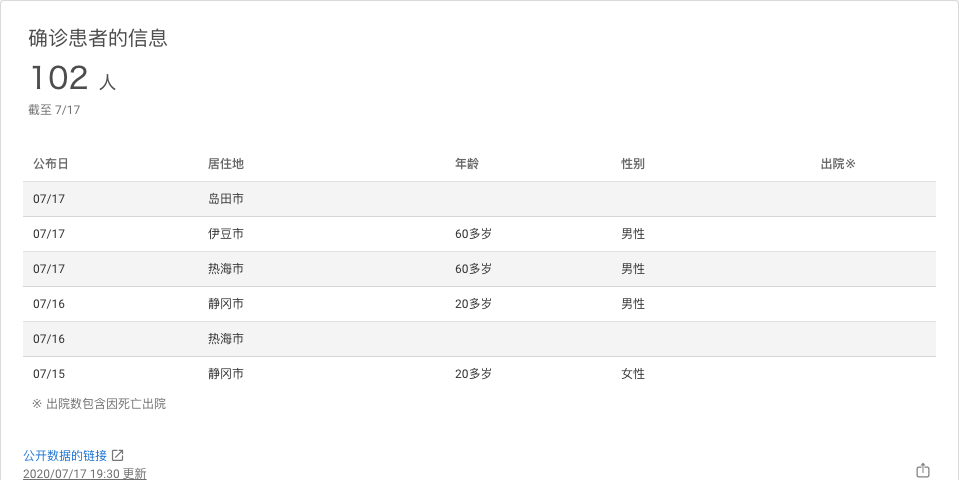 确诊患者的信息
102 人
截至 7/17
公布日 居住地 年龄 性别 出院※
07/17 岛田市
07/17 伊豆市 60多岁 男性
07/17 热海市 60多岁 男性
07/16 静冈市 20多岁 男性
07/16 热海市
07/15 静冈市 20多岁 女性
※ 出院数包含因死亡出院
公开数据的链接
2020/07/17 19:30 更新